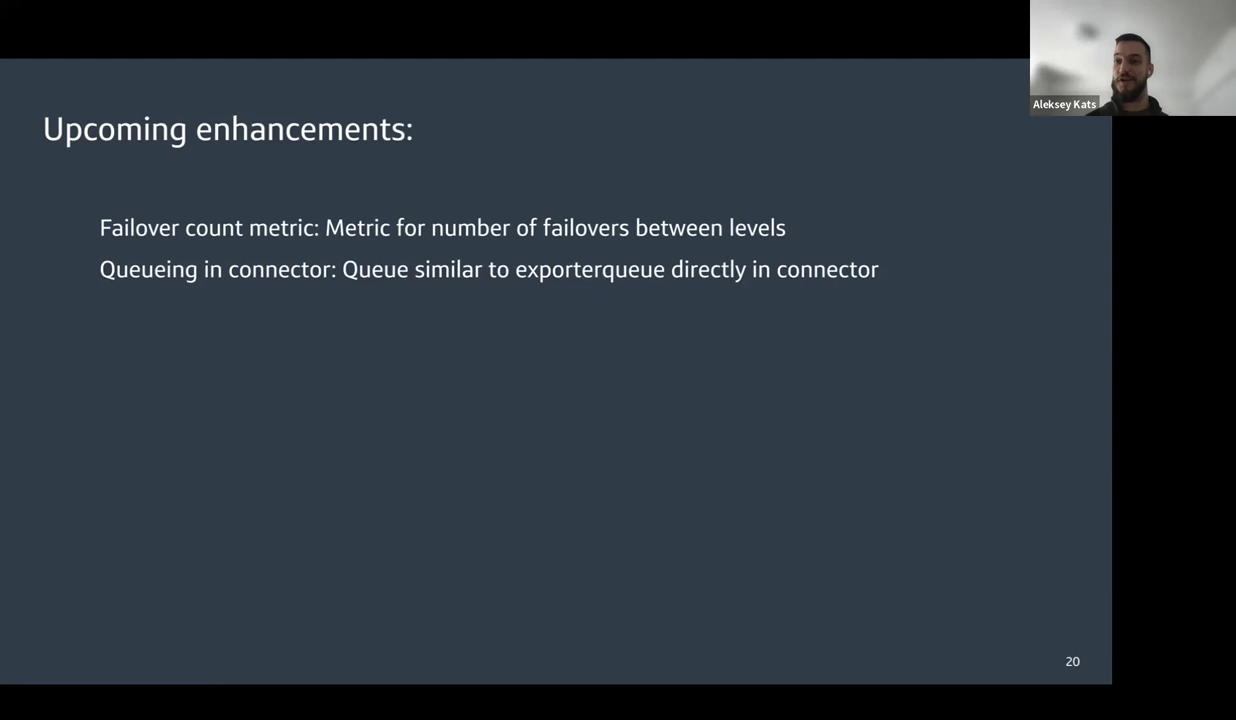 Aleksey Kats
Upcoming enhancements:
Failover count metric: Metric for number of failovers between levels
Queueing in connector: Queue similar to exporterqueue directly in connector
20